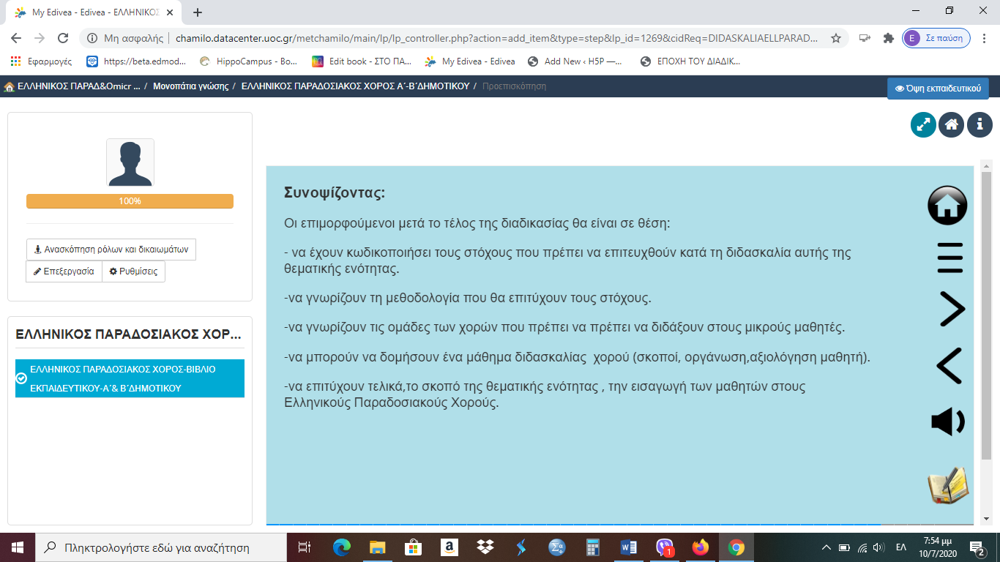 My Edivea - Edivea - ΕΛΛΗΝΙΚΟΣ
Μη ασφαλής
chamilo.datacenter.uoc.gr/metchamilo/main/lp/lp_controller.php?action=add_item&type=step&lp_id=1269&cidReq=DIDASKALIAELLPARAD...
E Σε παύση
Εφαρμογές
https://beta.edmod...
HippoCampus - Bo...
Edit book - ΣΤΟ ΠΑ...
My Edivea - Edivea
Add New ‹ H5P —...
ΕΠΟΧΗ ΤΟΥ ΔΙΑΔΙΚ...
ΕΛΛΗΝΙΚΟΣ ΠΑΡΑΔ&Omicr ... / Μονοπάτια γνώσης / ΕΛΛΗΝΙΚΟΣ ΠΑΡΑΔΟΣΙΑΚΟΣ ΧΟΡΟΣ Α΄-Β΄ΔΗΜΟΤΙΚΟΥ / Προεπισκόπηση
Όψη εκπαιδευτικού
100%
Ανασκόπηση ρόλων και δικαιωμάτων
Επεξεργασία
Ρυθμίσεις
ΕΛΛΗΝΙΚΟΣ ΠΑΡΑΔΟΣΙΑΚΟΣ ΧΟΡ...
ΕΛΛΗΝΙΚΟΣ ΠΑΡΑΔΟΣΙΑΚΟΣ ΧΟΡΟΣ-ΒΙΒΛΙΟ
ΕΚΠΑΙΔΕΥΤΙΚΟΥ-Α΄& Β΄ΔΗΜΟΤΙΚΟΥ
Συνοψίζοντας:
Οι επιμορφούμενοι μετά το τέλος της διαδικασίας θα είναι σε θέση:
- να έχουν κωδικοποιήσει τους στόχους που πρέπει να επιτευχθούν κατά τη διδασκαλία αυτής της
θεματικής ενότητας.
-να γνωρίζουν τη μεθοδολογία που θα επιτύχουν τους στόχους.
-να γνωρίζουν τις ομάδες των χορών που πρέπει να πρέπει να διδάξουν στους μικρούς μαθητές.
-να μπορούν να δομήσουν ένα μάθημα διδασκαλίας  χορού (σκοποί, οργάνωση,αξιολόγηση μαθητή).
-να επιτύχουν τελικά,το σκοπό της θεματικής ενότητας , την εισαγωγή των μαθητών στους
Ελληνικούς Παραδοσιακούς Χορούς.
Πληκτρολογήστε εδώ για αναζήτηση
1
ΕΛ
7:54 μμ
10/7/2020
2